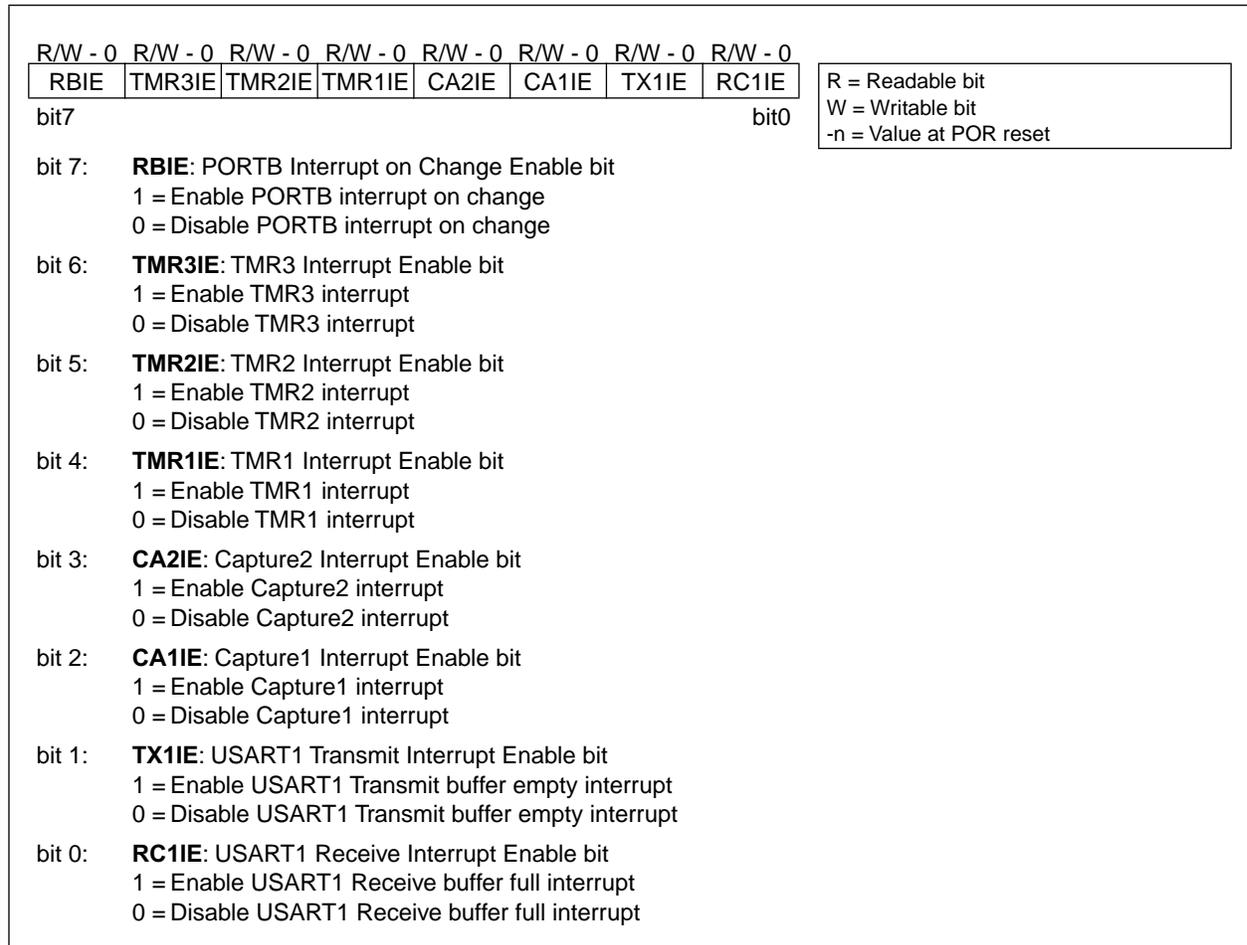 R/W - 0 R/W - 0 R/W - 0 R/W - 0 R/W - 0 R/W - 0 R/W - 0 R/W - 0
RBIE TMR3IE TMR2IE TMR1IE CA2IE CA1IE TX1IE RC1IE
bit7 bit0
R = Readable bit
W = Writable bit
-n = Value at POR reset
bit 7: RBIE: PORTB Interrupt on Change Enable bit
1 = Enable PORTB interrupt on change
0 = Disable PORTB interrupt on change
bit 6: TMR3IE: TMR3 Interrupt Enable bit
1 = Enable TMR3 interrupt
0 = Disable TMR3 interrupt
bit 5: TMR2IE: TMR2 Interrupt Enable bit
1 = Enable TMR2 interrupt
0 = Disable TMR2 interrupt
bit 4: TMR1IE: TMR1 Interrupt Enable bit
1 = Enable TMR1 interrupt
0 = Disable TMR1 interrupt
bit 3: CA2IE: Capture2 Interrupt Enable bit
1 = Enable Capture2 interrupt
0 = Disable Capture2 interrupt
bit 2: CA1IE: Capture1 Interrupt Enable bit
1 = Enable Capture1 interrupt
0 = Disable Capture1 interrupt
bit 1: TX1IE: USART1 Transmit Interrupt Enable bit
1 = Enable USART1 Transmit buffer empty interrupt
0 = Disable USART1 Transmit buffer empty interrupt
bit 0: RC1IE: USART1 Receive Interrupt Enable bit
1 = Enable USART1 Receive buffer full interrupt
0 = Disable USART1 Receive buffer full interrupt